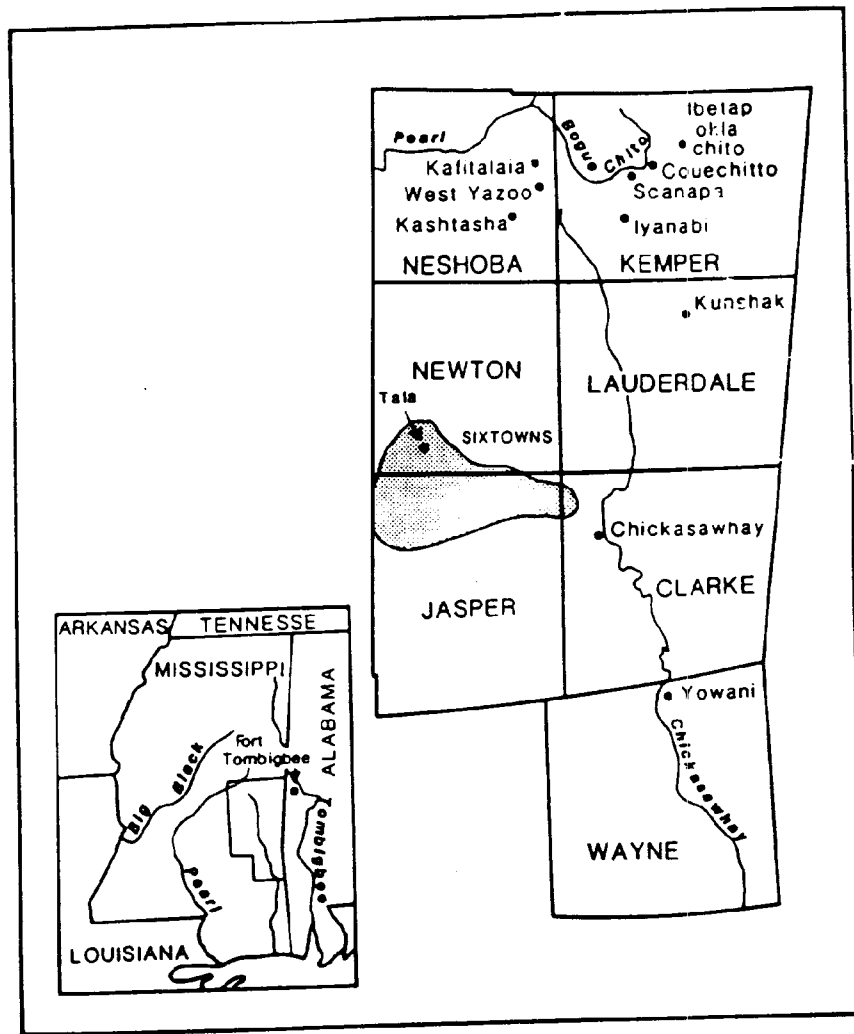 Ibetap
okla
chito
Pearl
Bogue
Chito
Kafitalaia
Couechitto
West Yazoo
Scanapa
Kashtasha
Iyanabi
NESHOBA
KEMPER
Kunshak
NEWTON
LAUDERDALE
Tala
SIXTOWNS
Chickasawhay
CLARKE
JASPER
Yowani
Chickasawhay
WAYNE
ARKANSAS
TENNESSE
MISSISSIPPI
ALABAMA
Fort
Tombigbee
Big Black
Tombigbee
Pearl
LOUISIANA